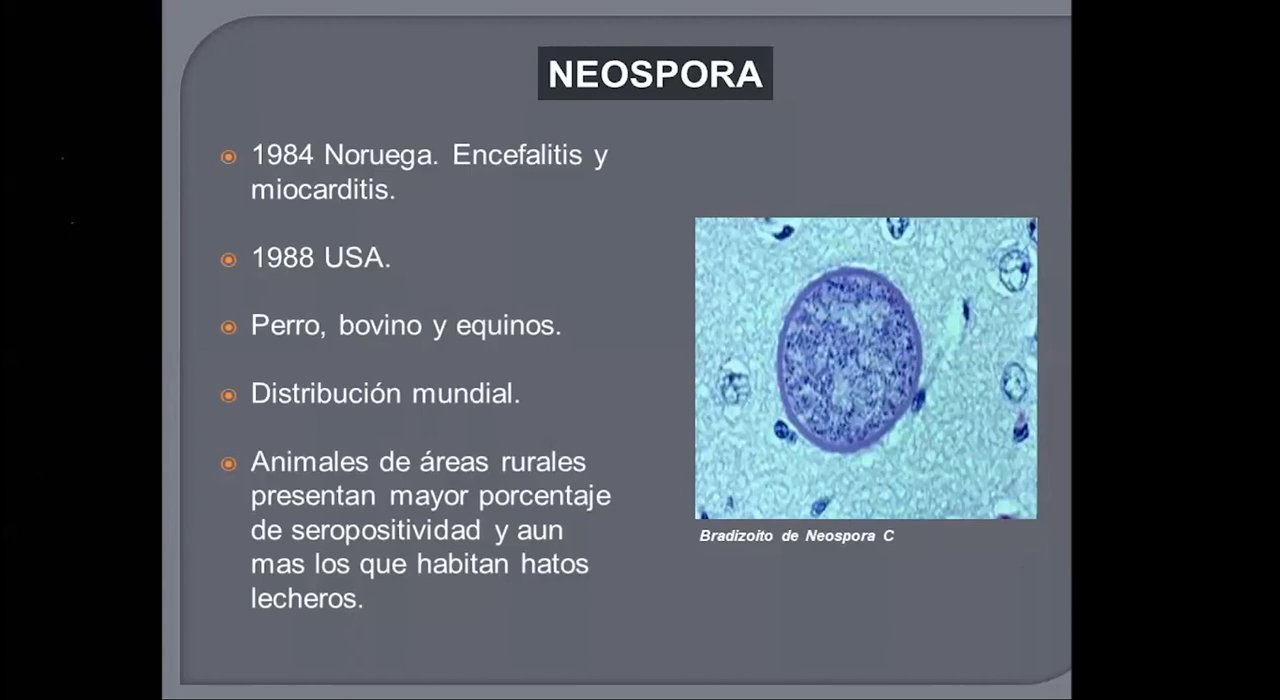 NEOSPORA
1984 Noruega. Encefalitis y
miocarditis.
1988 USA.
Perro, bovino y equinos.
Distribución mundial.
Animales de áreas rurales
presentan mayor porcentaje
de seropositividad y aun
mas los que habitan hatos
lecheros.
Bradizoito de Neospora C